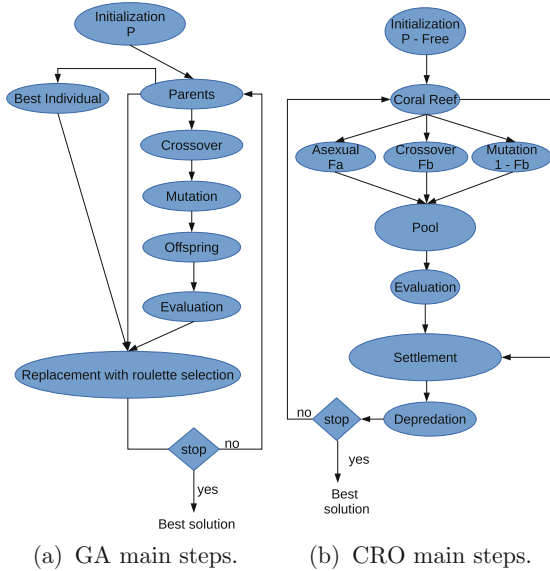 Initialization
P
Best Individual
Parents
Crossover
Mutation
Offspring
Evaluation
Replacement with roulette selection
stop
no
yes
Best solution
(a) GA main steps.
Initialization
P - Free
Coral Reef
Asexual
Fa
Crossover
Fb
Mutation
1 - Fb
Pool
Evaluation
Settlement
Depredation
stop
no
yes
Best
solution
(b) CRO main steps.